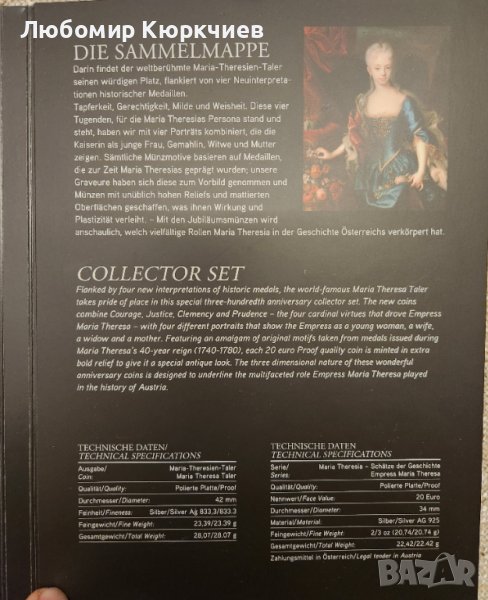 Любомир Кюркчиев
DIE SAMMELMAPPE
Darin findet der weltberühmte Maria-Theresien-Taler
seinen würdigen Platz, flankiert von vier Neuinterpreta-
tionen historischer Medaillen.
Tapferkeit, Gerechtigkeit, Milde und Weisheit. Diese vier
Tugenden, für die Maria Theresias Persona stand und
steht, haben wir mit vier Porträts kombiniert, die die
Kaiserin als junge Frau, Gemahlin, Witwe und Mutter
zeigen. Sämtliche Münzmotive basieren auf Medaillen,
die zur Zeit Maria Theresias geprägt wurden; unsere
Graveure haben sich diese zum Vorbild genommen und
Münzen mit unüblich hohen Reliefs und mattierten
Oberflächen geschaffen, was ihnen Wirkung und
Plastizität verleiht. – Mit den Jubiläumsmünzen wird
anschaulich, welch vielfältige Rollen Maria Theresia in der Geschichte Österreichs verkörpert hat.
COLLECTOR SET
Flanked by four new interpretations of historic medals, the world-famous Maria Theresa Taler
takes pride of place in this special three-hundredth anniversary collector set. The new coins
combine Courage, Justice, Clemency and Prudence – the four cardinal virtues that drove Empress
Maria Theresa – with four different portraits that show the Empress as a young woman, a wife,
a widow and a mother. Featuring an amalgam of original motifs taken from medals issued during
Maria Theresa's 40-year reign (1740-1780), each 20 euro Proof quality coin is minted in extra
bold relief to give it a special antique look. The three dimensional nature of these wonderful
anniversary coins is designed to underline the multifaceted role Empress Maria Theresa played
in the history of Austria.
TECHNISCHE DATEN/
TECHNICAL SPECIFICATIONS
Ausgabe/ Maria-Theresien-Taler
Coin: Maria Theresa Taler
Qualität/Quality: Polierte Platte/Proof
Durchmesser/Diameter: 42 mm
Feinheit/Fineness: Silber/Silver Ag 833,3/833.3
Feingewicht/Fine Weight: 23,39/23.39 g
Gesamtgewicht/Total Weight: 28,07/28.07 g
TECHNISCHE DATEN
TECHNICAL SPECIFICATIONS
Serie/ Maria Theresia – Schätze der Geschichte
Series: Empress Maria Theresa
Qualität/Quality: Polierte Platte/Proof
Nennwert/Face Value: 20 Euro
Durchmesser/Diameter: 34 mm
Material/Material: Silber/Silver AG 925
Feingewicht/Fine Weight: 2/3 oz (20,74/20.74 g)
Gesamtgewicht/Total Weight: 22,42/22.42 g
Zahlungsmittel in Österreich/Legal tender in Austria
BAZAR